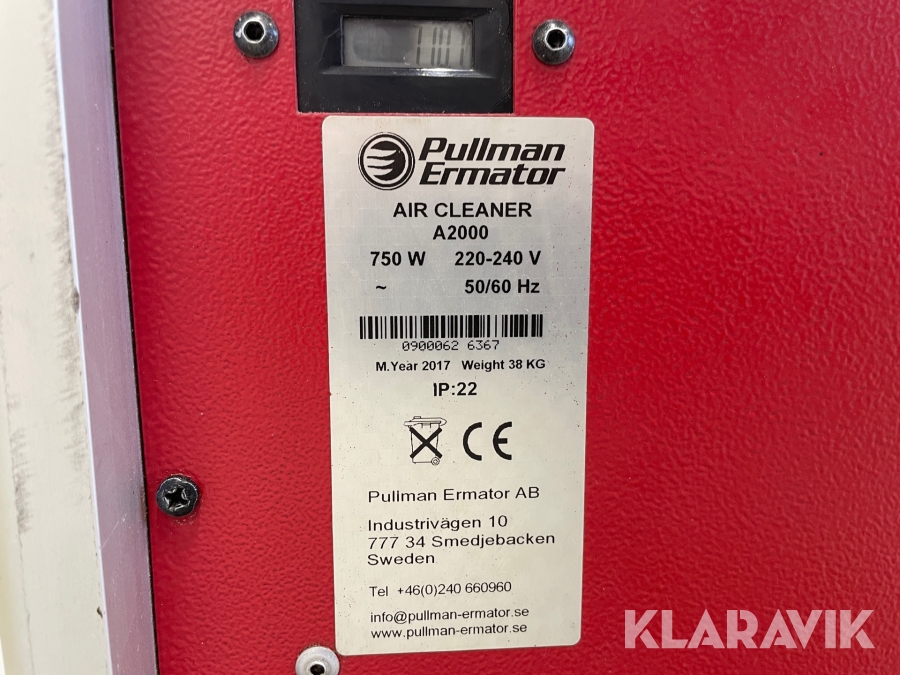 Pullman
Ermator
AIR CLEANER
A2000
750 W 220-240 V
~ 50/60 Hz
0900062 6367
M.Year 2017 Weight 38 KG
IP:22
CE
Pullman Ermator AB
Industrivägen 10
777 34 Smedjebacken
Sweden
Tel +46(0)240 660960
info@pullman-ermator.se
www.pullman-ermator.se
KLARAVIK